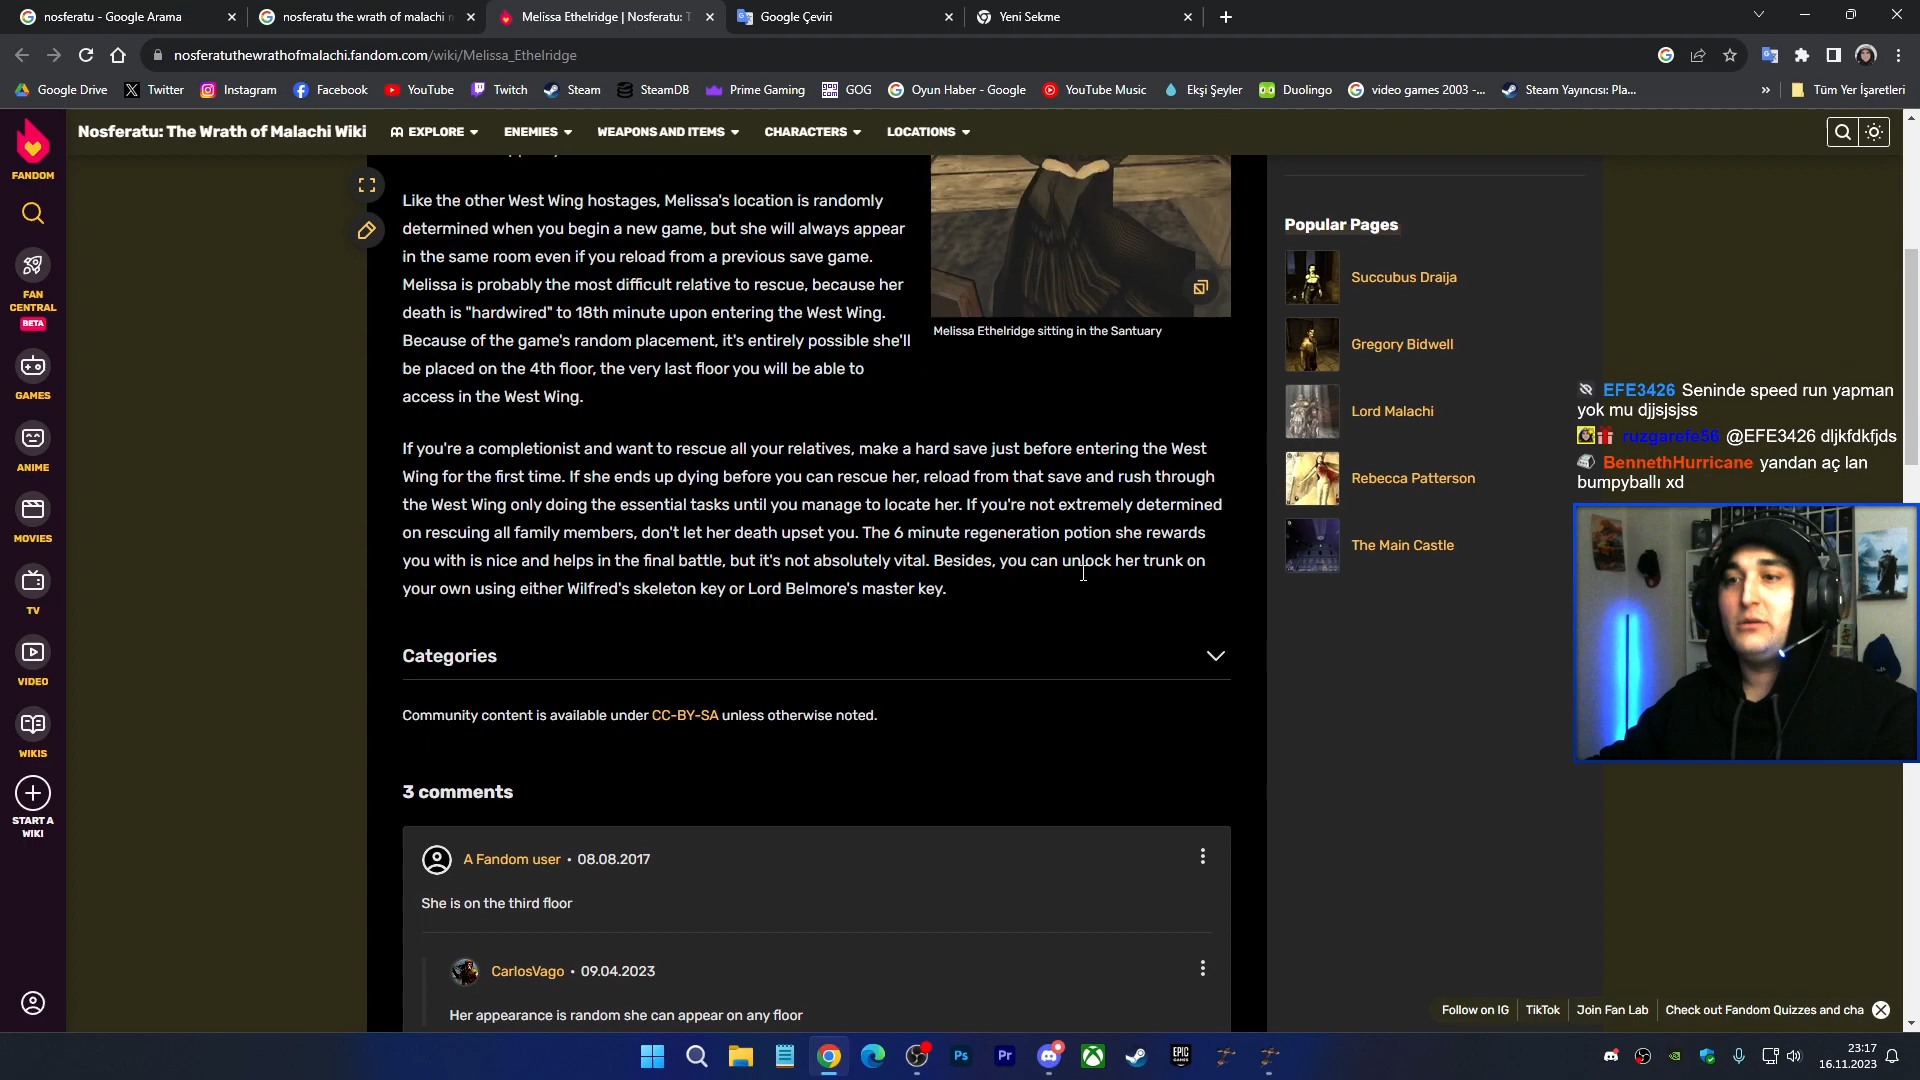 nosferatu - Google Arama
nosferatu the wrath of malachi
Melissa Ethelridge | Nosferatu: T
Google Çeviri
Yeni Sekme
nosferatuthewrathofmalachi.fandom.com/wiki/Melissa_Ethelridge
Google Drive Twitter Instagram Facebook YouTube Twitch Steam SteamDB Prime Gaming GOG Oyun Haber - Google YouTube Music Ekşi Şeyler Duolingo video games 2003 -... Steam Yayıncısı: Pla... » Tüm Yer İşaretleri
Nosferatu: The Wrath of Malachi Wiki EXPLORE ENEMIES WEAPONS AND ITEMS CHARACTERS LOCATIONS
FANDOM
FAN
CENTRAL
BETA
GAMES
ANIME
MOVIES
TV
VIDEO
WIKIS
START A
WIKI
Like the other West Wing hostages, Melissa's location is randomly
determined when you begin a new game, but she will always appear
in the same room even if you reload from a previous save game.
Melissa is probably the most difficult relative to rescue, because her
death is "hardwired" to 18th minute upon entering the West Wing.
Because of the game's random placement, it's entirely possible she'll
be placed on the 4th floor, the very last floor you will be able to
access in the West Wing.
Melissa Ethelridge sitting in the Santuary
If you're a completionist and want to rescue all your relatives, make a hard save just before entering the West
Wing for the first time. If she ends up dying before you can rescue her, reload from that save and rush through
the West Wing only doing the essential tasks until you manage to locate her. If you're not extremely determined
on rescuing all family members, don't let her death upset you. The 6 minute regeneration potion she rewards
you with is nice and helps in the final battle, but it's not absolutely vital. Besides, you can unlock her trunk on
your own using either Wilfred's skeleton key or Lord Belmore's master key.
Categories
Community content is available under CC-BY-SA unless otherwise noted.
3 comments
A Fandom user • 08.08.2017
She is on the third floor
CarlosVago • 09.04.2023
Her appearance is random she can appear on any floor
Popular Pages
Succubus Draija
Gregory Bidwell
Lord Malachi
Rebecca Patterson
The Main Castle
EFE3426 Seninde speed run yapman
yok mu djjsjsjss
ruzgarefe56 @EFE3426 dljkfdkfjds
BennethHurricane yandan aç lan
bumpyballı xd
Follow on IG TikTok Join Fan Lab Check out Fandom Quizzes and cha
Ps Pr EPIC GAMES
23:17
16.11.2023